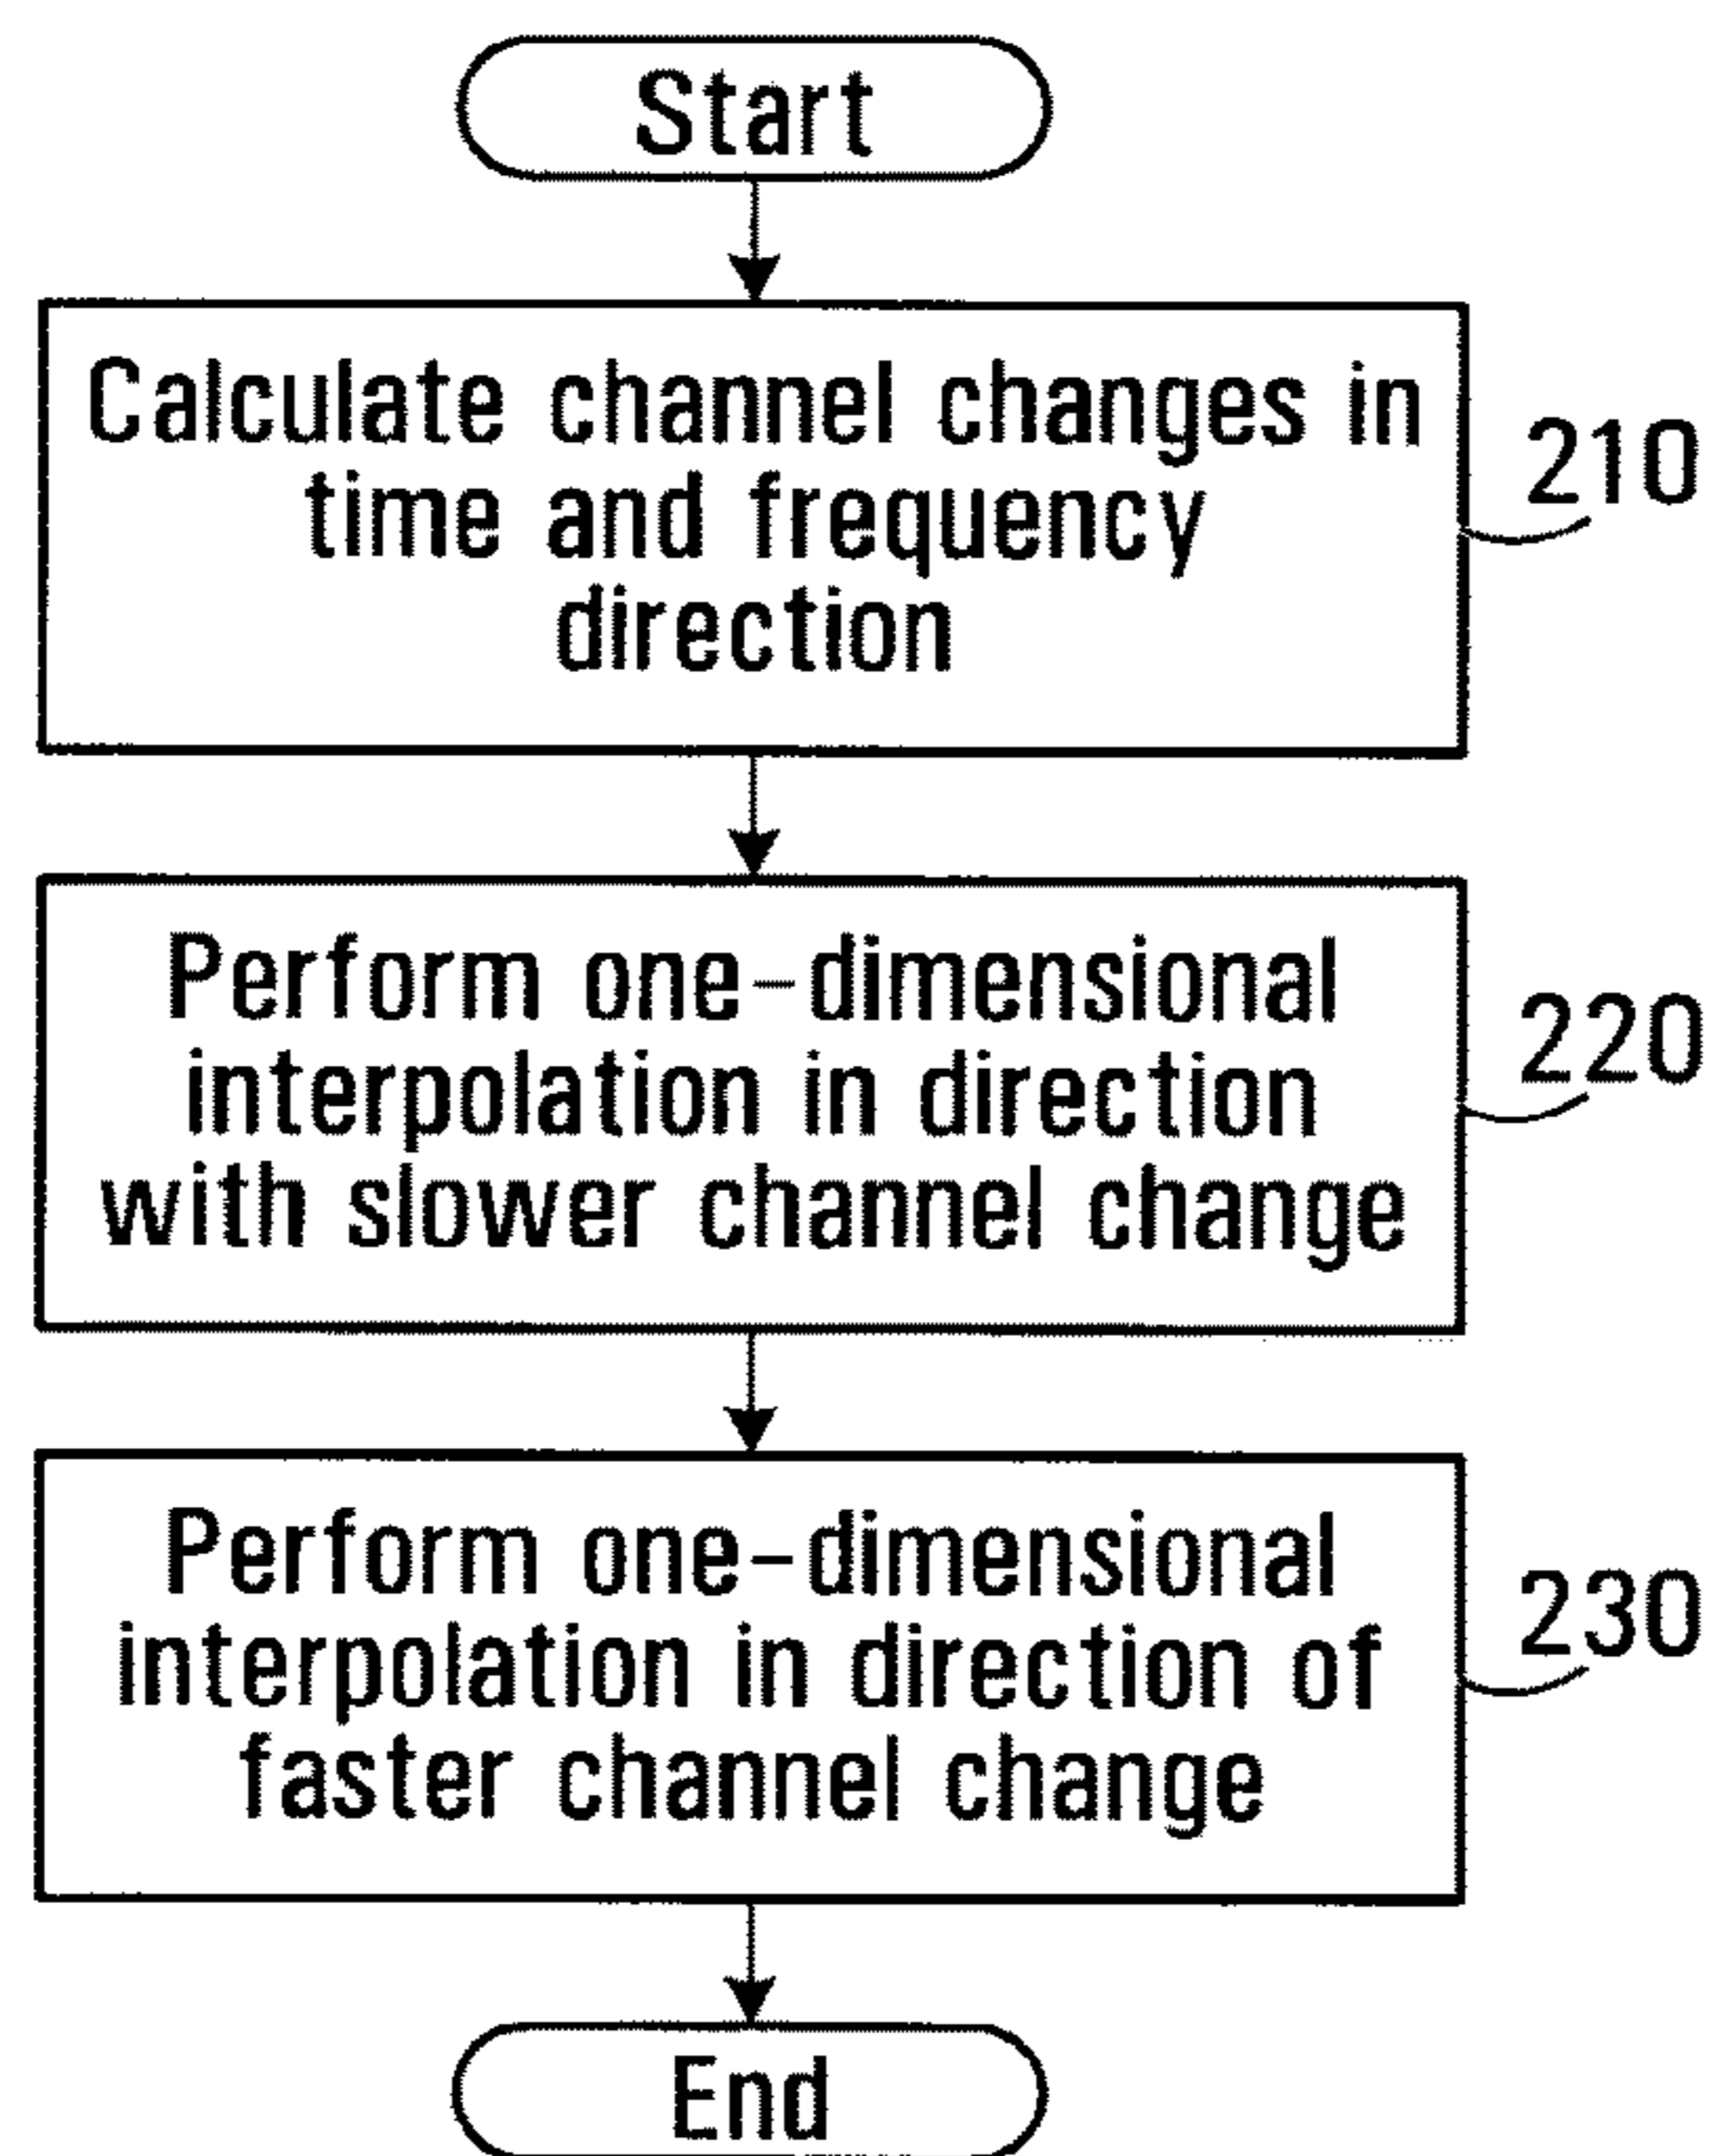 Start
Calculate channel changes in
time and frequency
direction
210
Perform one-dimensional
interpolation in direction
with slower channel change
220
Perform one-dimensional
interpolation in direction of
faster channel change
230
End